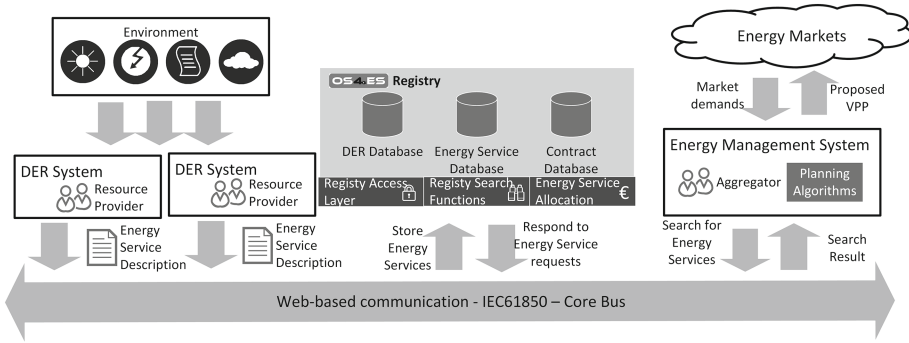 Environment
DER System
Resource
Provider
DER System
Resource
Provider
Energy
Service
Description
Energy
Service
Description
OS4ES Registry
DER Database
Energy Service
Database
Contract
Database
Registy Access
Layer
Registy Search
Functions
Energy Service
Allocation
€
Store
Energy
Services
Respond to
Energy Service
requests
Energy Markets
Market
demands
Proposed
VPP
Energy Management System
Aggregator
Planning
Algorithms
Search for
Energy
Services
Search
Result
Web-based communication - IEC61850 – Core Bus